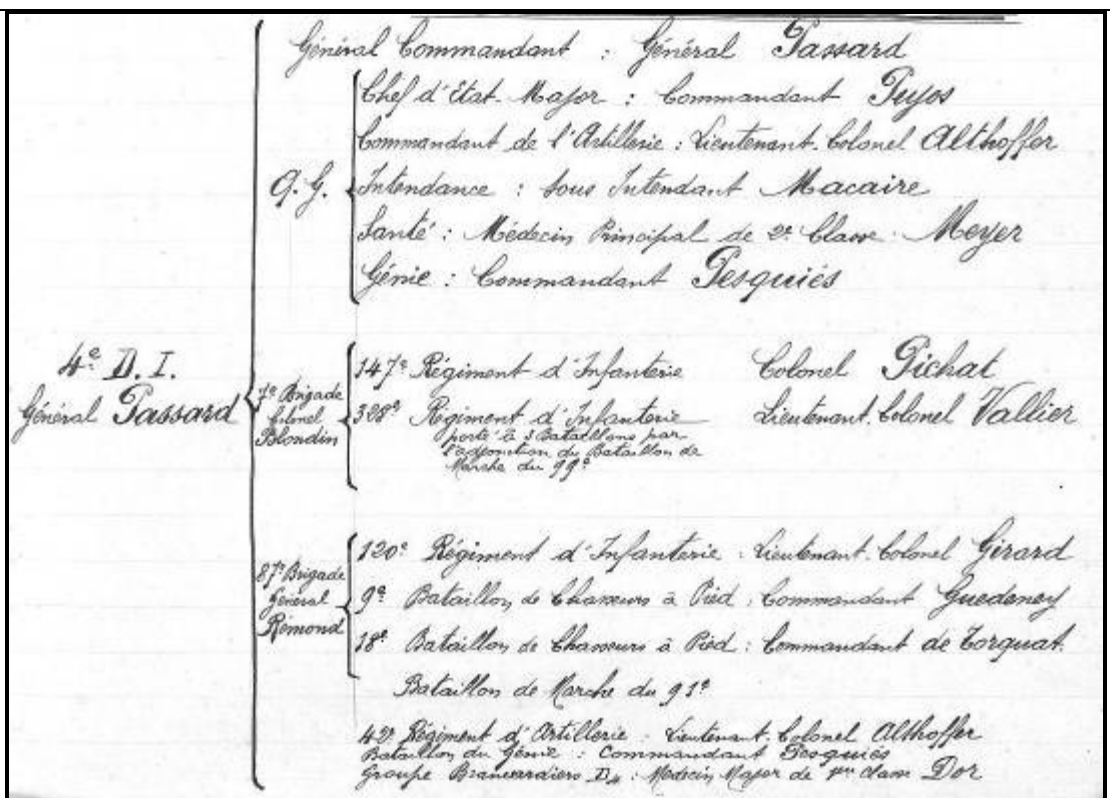 Général Commandant : Général Passard
Chef d'Etat-Major : Commandant Pujos
Commandant de l'Artillerie : Lieutenant-Colonel Althoffer
Q. G.
Intendance : Sous Intendant Macaire
Santé : Médecin Principal de 2e Classe : Meyer
Génie : Commandant Pesquiés
4e D. I.
Général Passard
7e Brigade
Colonel
Blondin
147e Régiment d'Infanterie Colonel Pichat
328e Régiment d'Infanterie Lieutenant-Colonel Vallier
porté à 3 Bataillons par
l'adjonction du Bataillon de
Marche du 99e
87e Brigade
Général
Rémond
120e Régiment d'Infanterie : Lieutenant-Colonel Girard
9e Bataillon de Chasseurs à Pied : Commandant Guedeney
18e Bataillon de Chasseurs à Pied : Commandant de Torquat.
Bataillon de Marche du 91e
42e Régiment d'Artillerie : Lieutenant-Colonel Althoffer
Bataillon du Génie : Commandant Pesquiés
Groupe Brancardiers D4 : Médecin Major de 1ère classe Dor